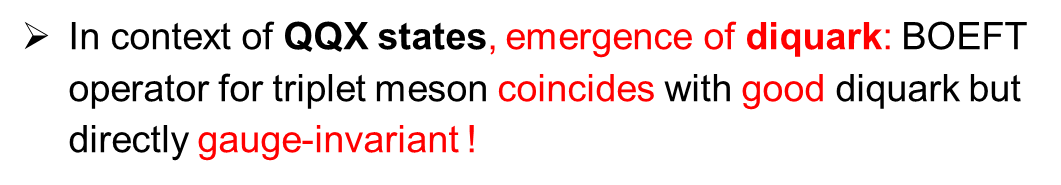 ➢ In context of QQX states, emergence of diquark: BOEFT
operator for triplet meson coincides with good diquark but
directly gauge-invariant !